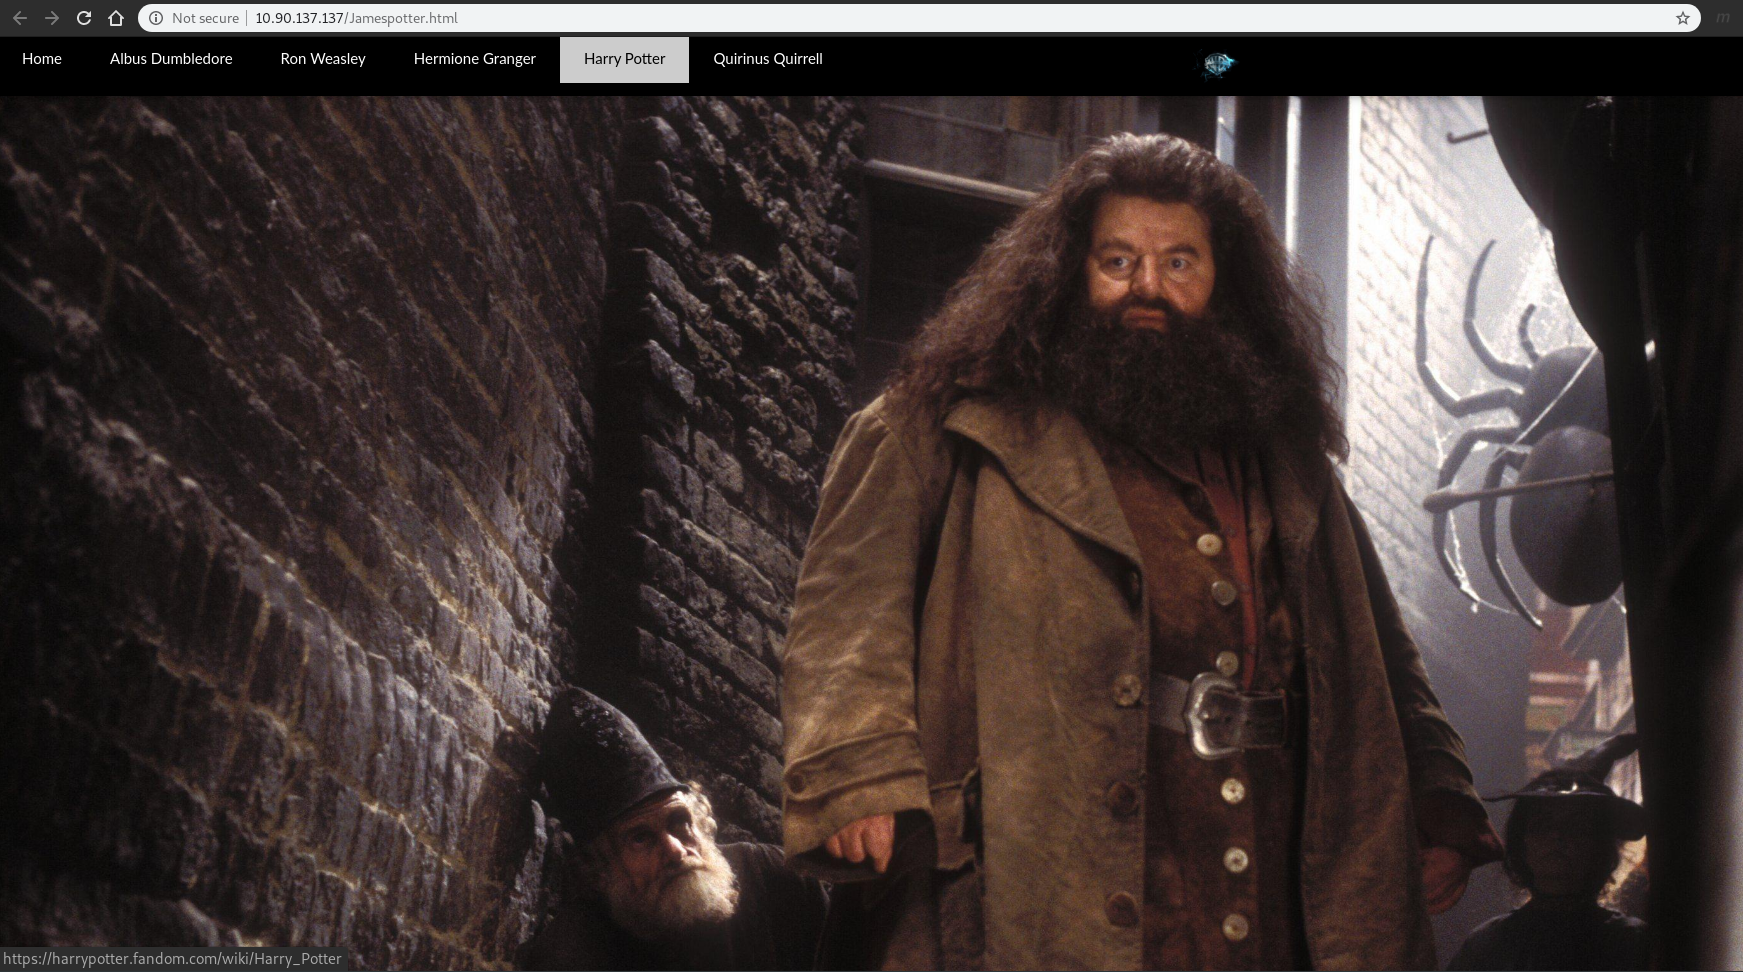 Not secure 10.90.137.137/Jamespotter.html
Home Albus Dumbledore Ron Weasley Hermione Granger Harry Potter Quirinus Quirrell
https://harrypotter.fandom.com/wiki/Harry_Potter